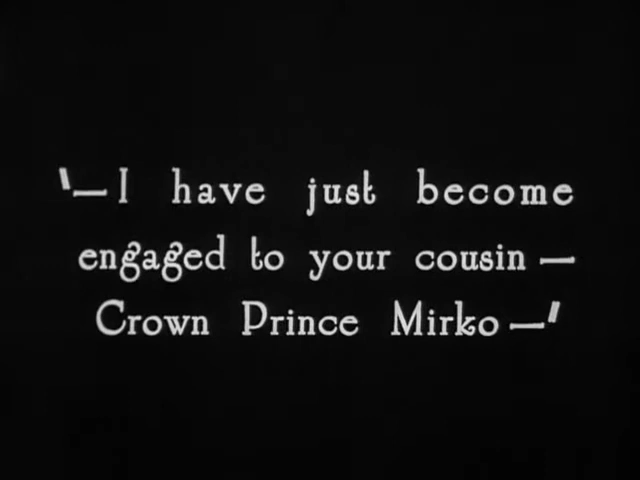 '—I have just become
engaged to your cousin—
Crown Prince Mirko—'